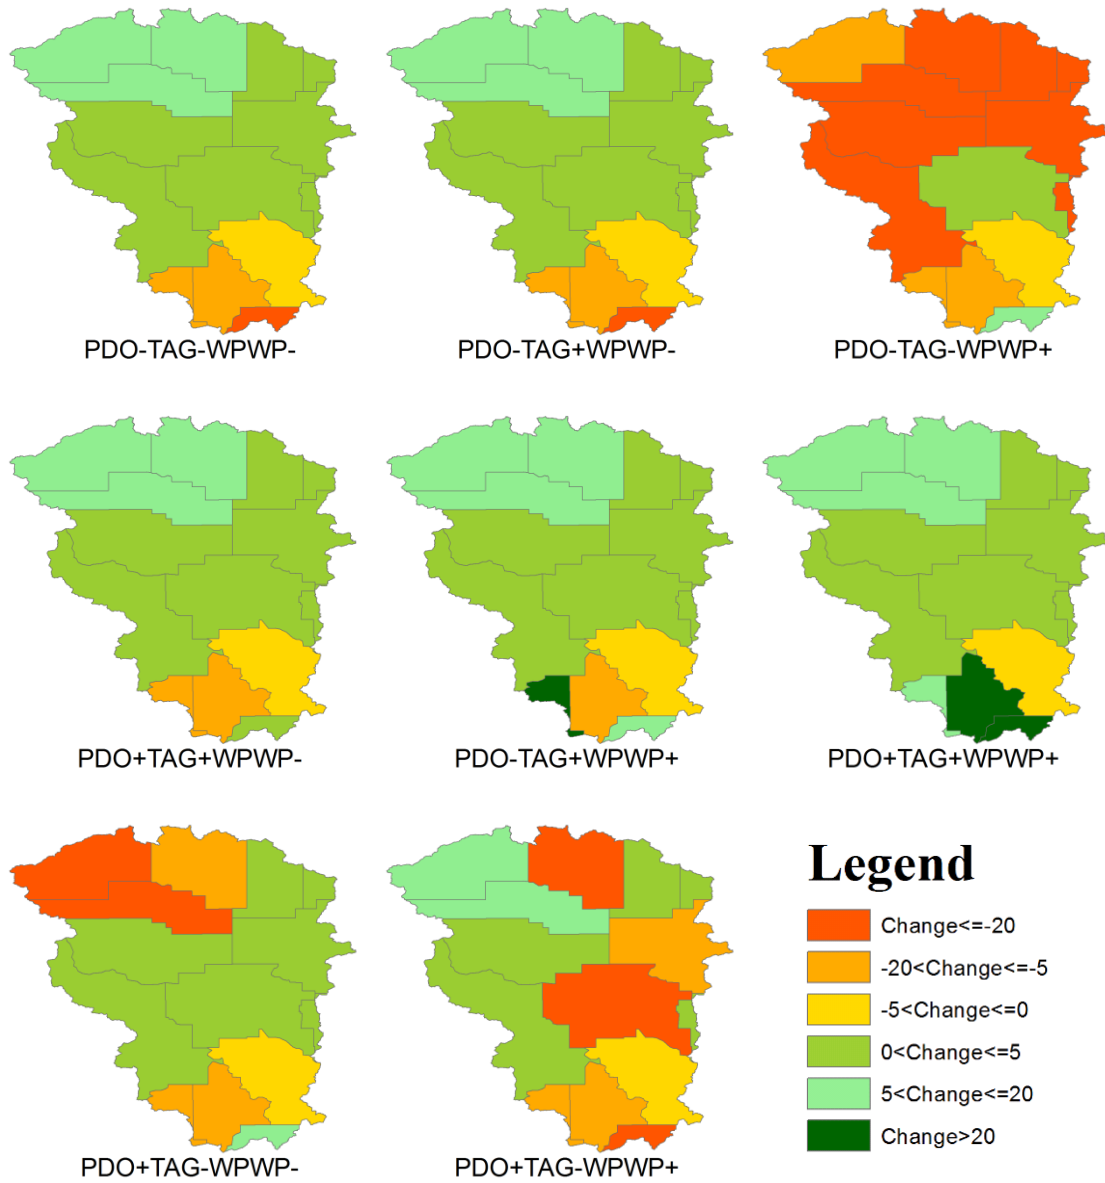 PDO-TAG-WPWP-
PDO-TAG+WPWP-
PDO-TAG-WPWP+
PDO+TAG+WPWP-
PDO-TAG+WPWP+
PDO+TAG+WPWP+
PDO+TAG-WPWP-
PDO+TAG-WPWP+
Legend
Change<=-20
-20<Change<=-5
-5<Change<=0
0<Change<=5
5<Change<=20
Change>20